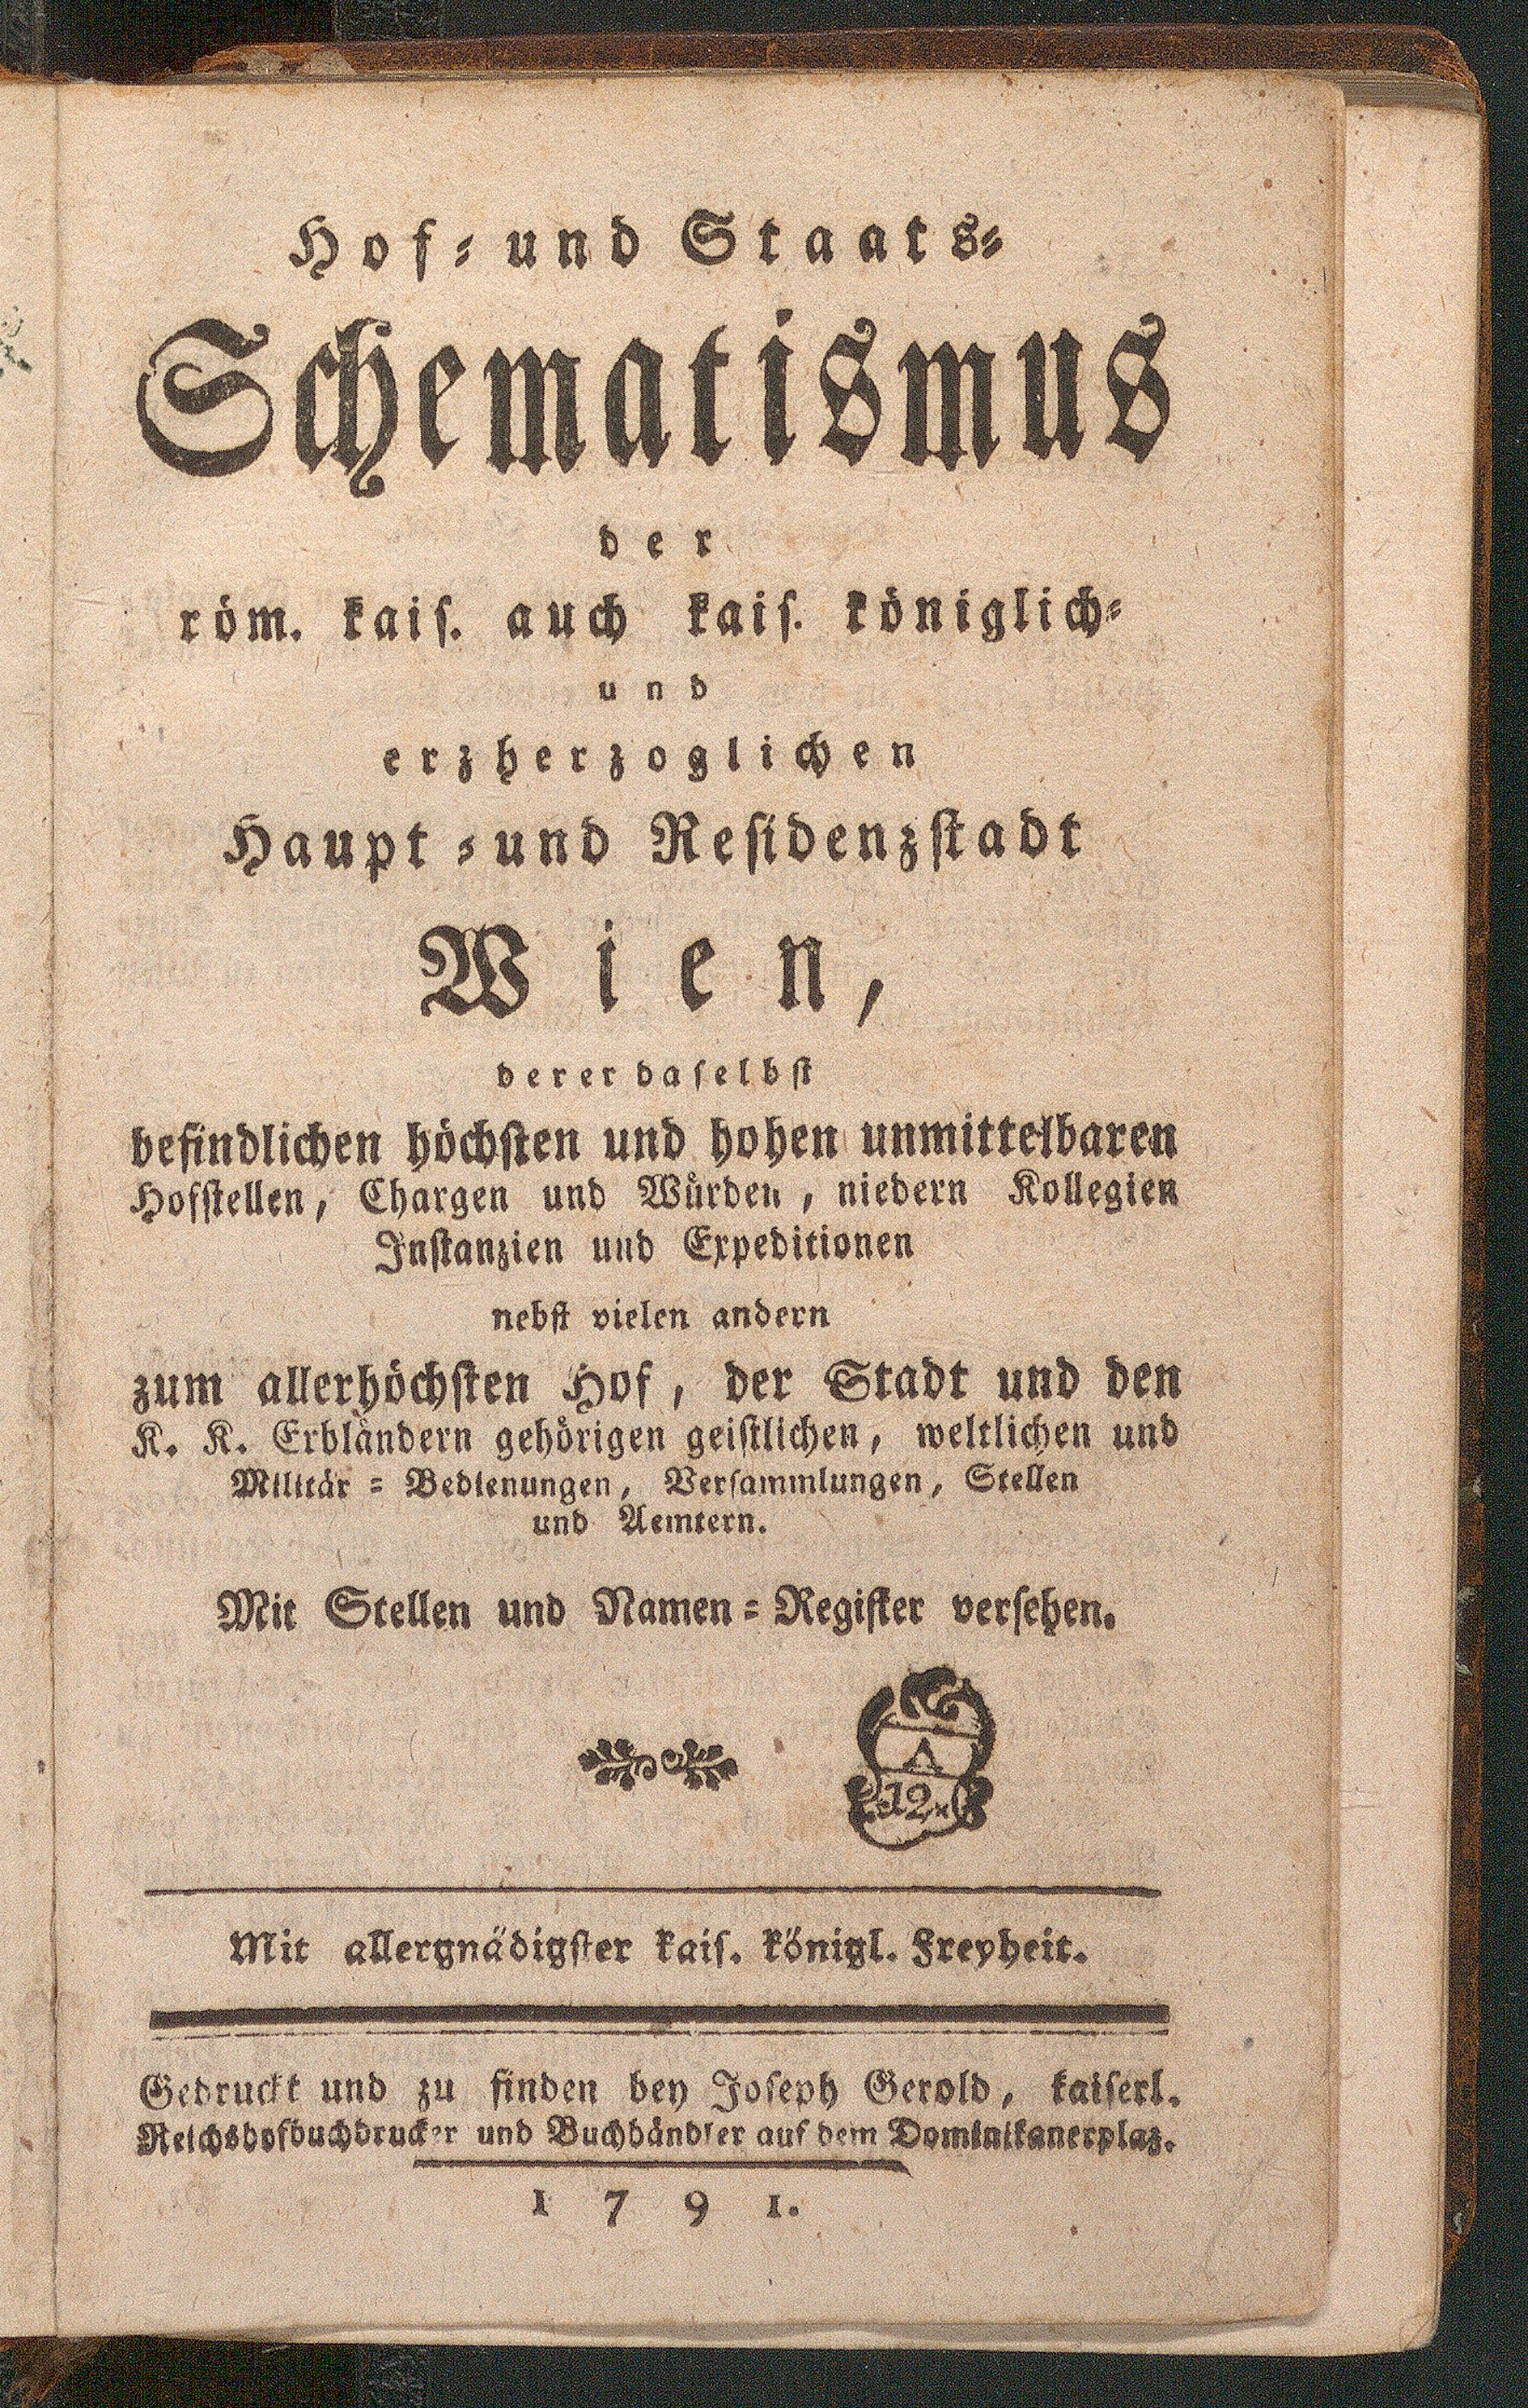 Hof- und Staats-
Schematismus
der
röm. kais. auch kais. königlich-
und
erzherzoglichen
Haupt- und Residenzstadt
Wien,
derer daselbst
befindlichen höchsten und hohen unmittelbaren
Hofstellen, Chargen und Würden, niedern Kollegien
Instanzien und Expeditionen
nebst vielen andern
zum allerhöchsten Hof, der Stadt und den
K. K. Erbländern gehörigen geistlichen, weltlichen und
Militär-Bedienungen, Versammlungen, Stellen
und Aemtern.
Mit Stellen und Namen-Register versehen.
12x
Mit allergnädigster kais. königl. Freyheit.
Gedruckt und zu finden bey Joseph Gerold, kaiserl.
Reichshofbuchdrucker und Buchhändler auf dem Dominikanerplaz.
1791.